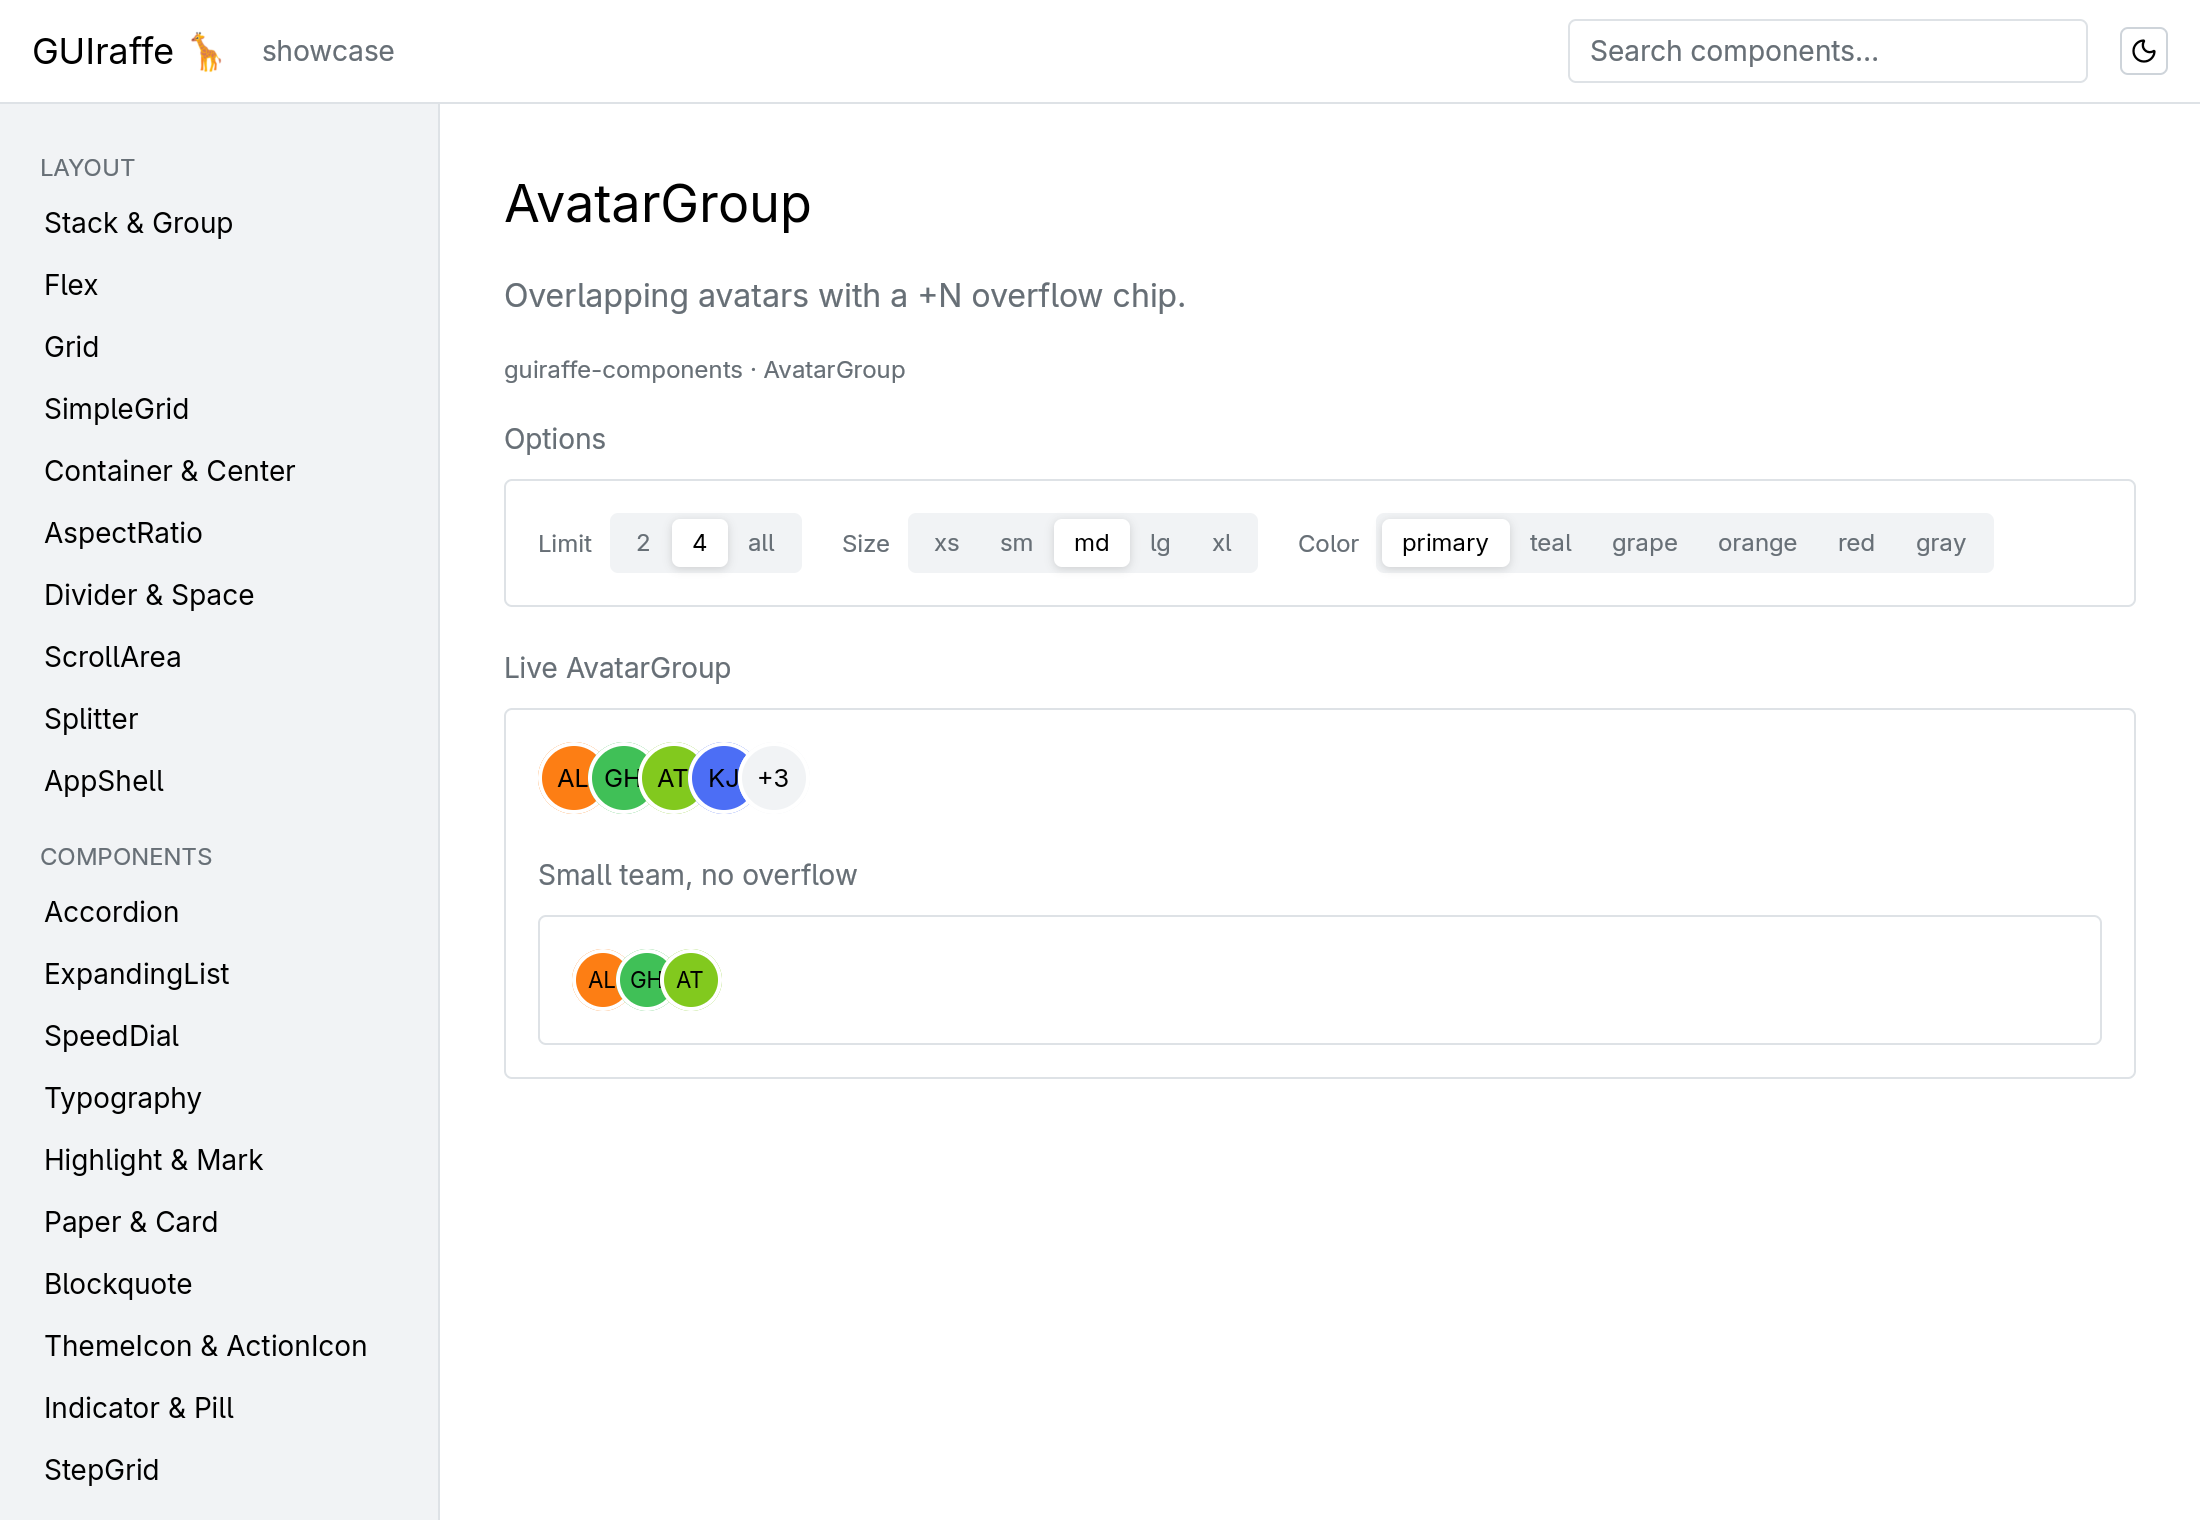 GUIraffe 🦒 showcase Search components...
LAYOUT
Stack & Group
Flex
Grid
SimpleGrid
Container & Center
AspectRatio
Divider & Space
ScrollArea
Splitter
AppShell
COMPONENTS
Accordion
ExpandingList
SpeedDial
Typography
Highlight & Mark
Paper & Card
Blockquote
ThemeIcon & ActionIcon
Indicator & Pill
StepGrid
AvatarGroup
Overlapping avatars with a +N overflow chip.
guiraffe-components · AvatarGroup
Options
Limit 2 4 all Size xs sm md lg xl Color primary teal grape orange red gray
Live AvatarGroup
AL GH AT KJ +3
Small team, no overflow
AL GH AT